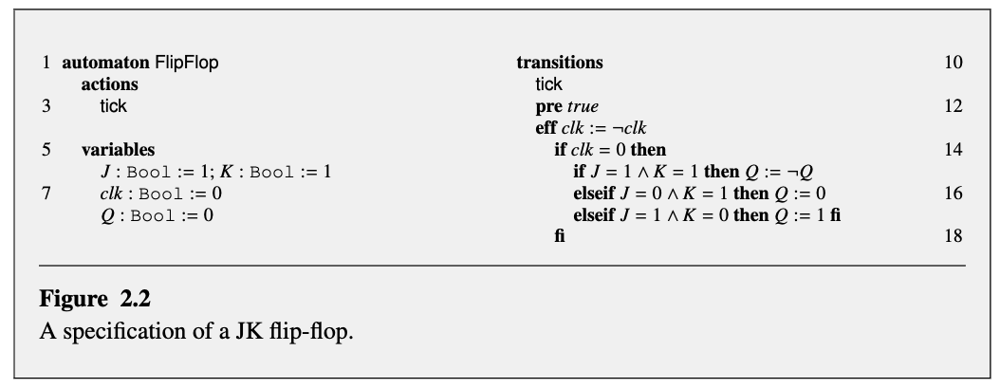 1 automaton FlipFlop
actions
3 tick
5 variables
J : Bool := 1; K : Bool := 1
7 clk : Bool := 0
Q : Bool := 0
transitions 10
tick
pre true 12
eff clk := ¬clk
if clk = 0 then 14
if J = 1 ∧ K = 1 then Q := ¬Q
elseif J = 0 ∧ K = 1 then Q := 0 16
elseif J = 1 ∧ K = 0 then Q := 1 fi
fi 18
Figure 2.2
A specification of a JK flip-flop.